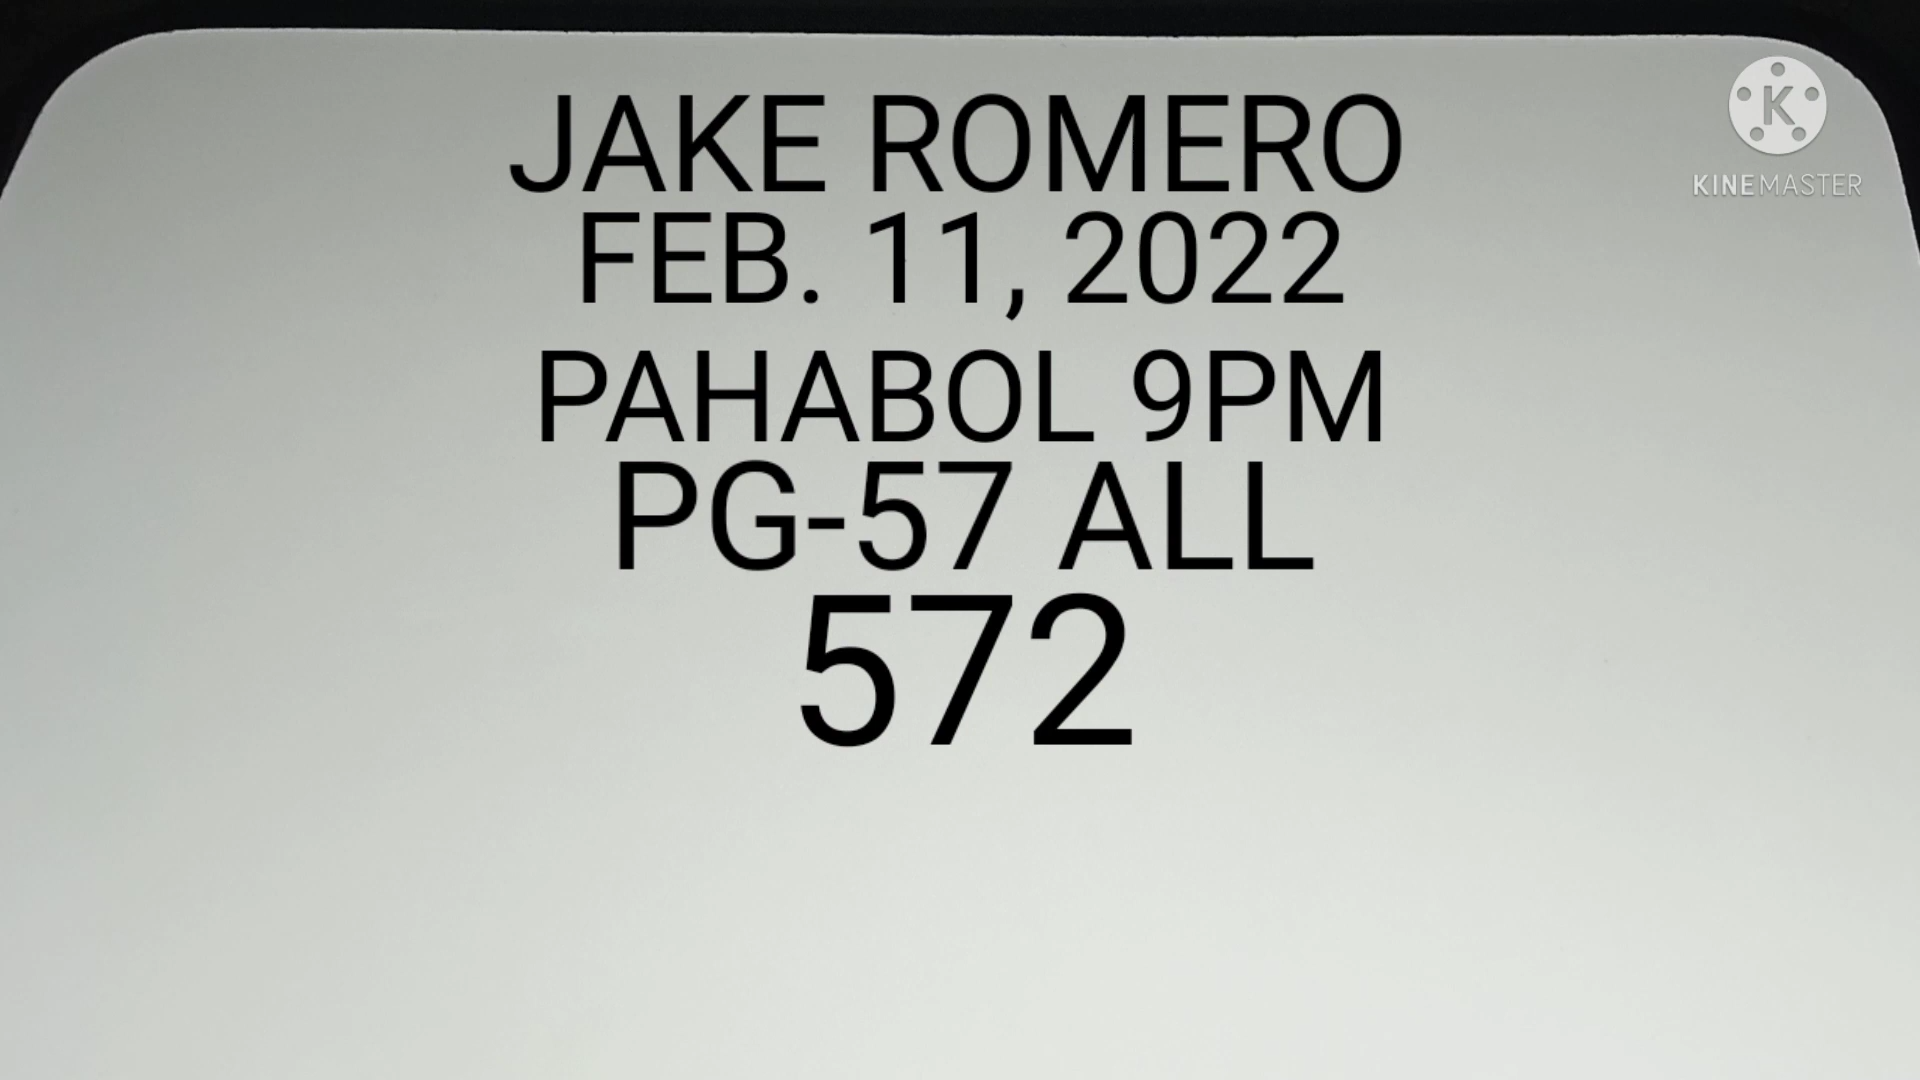 JAKE ROMERO
FEB. 11, 2022
PAHABOL 9PM
PG-57 ALL
572
K
KINEMASTER